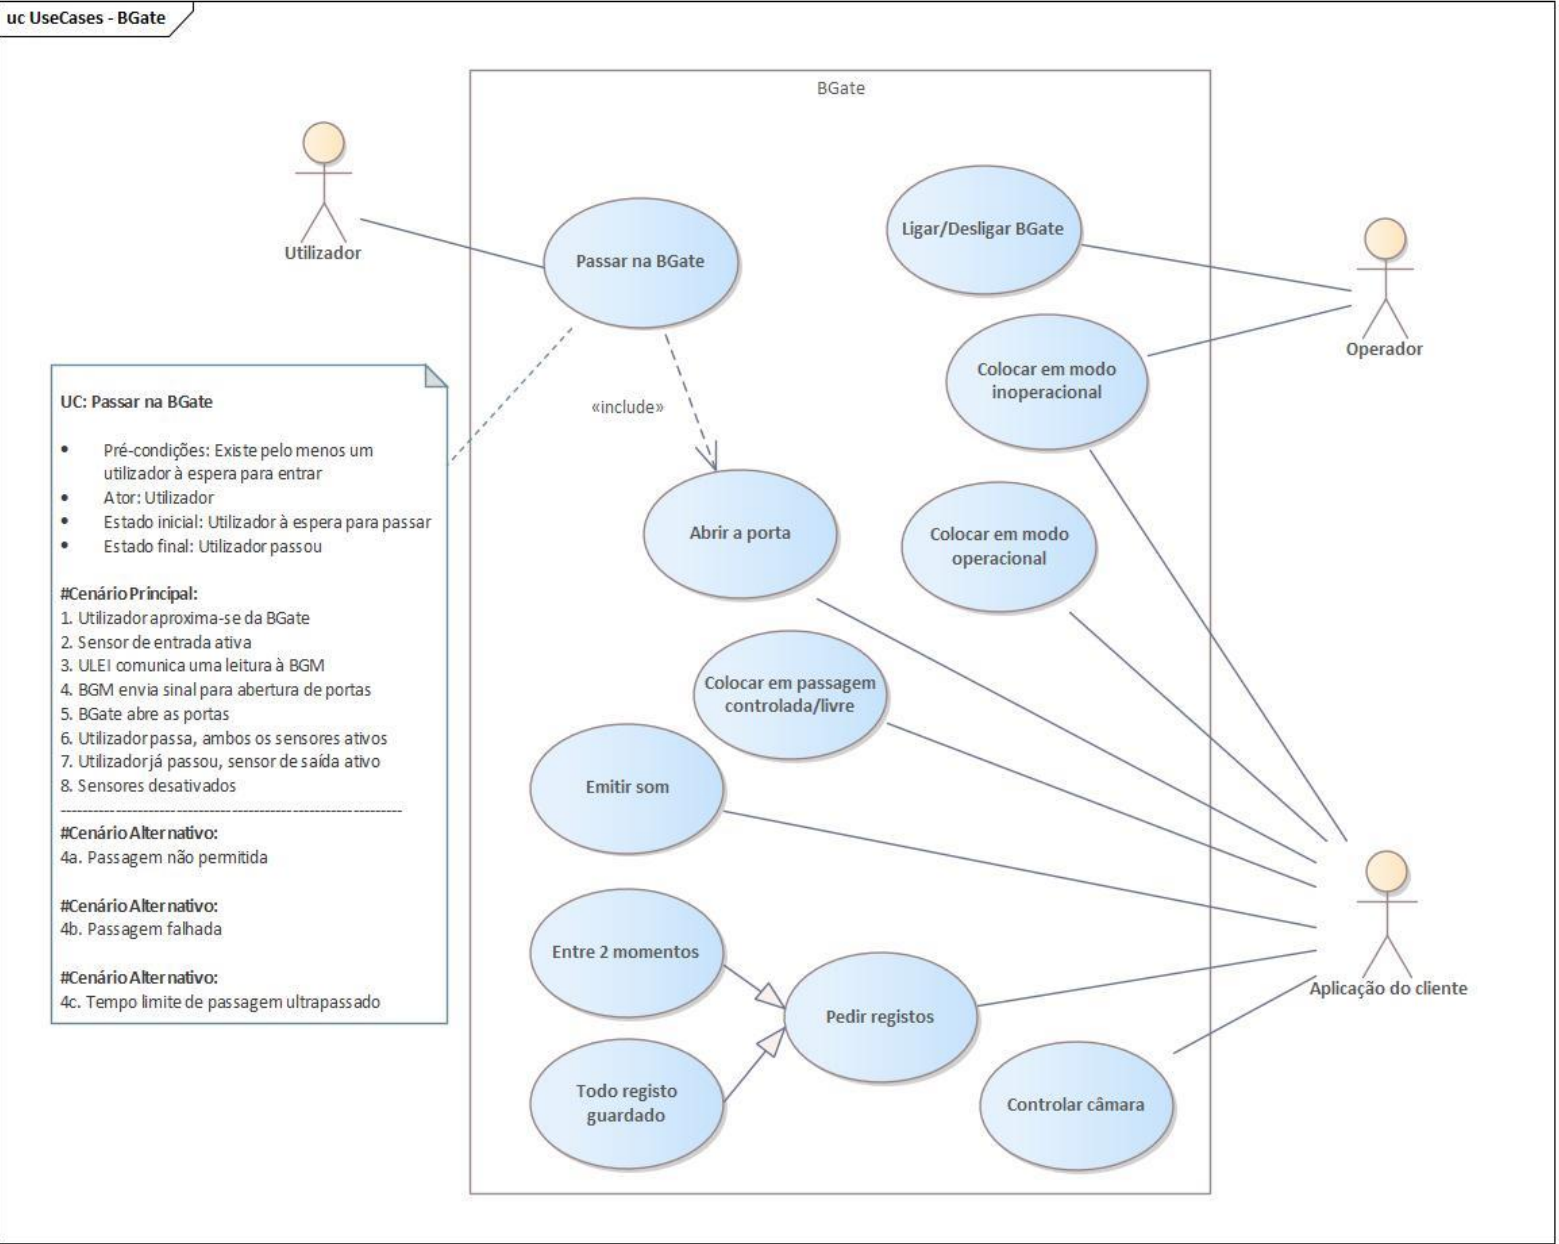 uc UseCases - BGate
BGate
Utilizador
Passar na BGate
Ligar/Desligar BGate
Operador
Colocar em modo
inoperacional
«include»
UC: Passar na BGate
• Pré-condições: Existe pelo menos um
utilizador à espera para entrar
• Ator: Utilizador
• Estado inicial: Utilizador à espera para passar
• Estado final: Utilizador passou
#Cenário Principal:
1. Utilizador aproxima-se da BGate
2. Sensor de entrada ativa
3. ULEI comunica uma leitura à BGM
4. BGM envia sinal para abertura de portas
5. BGate abre as portas
6. Utilizador passa, ambos os sensores ativos
7. Utilizador já passou, sensor de saída ativo
8. Sensores desativados
#Cenário Alternativo:
4a. Passagem não permitida
#Cenário Alternativo:
4b. Passagem falhada
#Cenário Alternativo:
4c. Tempo limite de passagem ultrapassado
Abrir a porta
Colocar em modo
operacional
Colocar em passagem
controlada/livre
Emitir som
Entre 2 momentos
Pedir registos
Todo registo
guardado
Controlar câmara
Aplicação do cliente